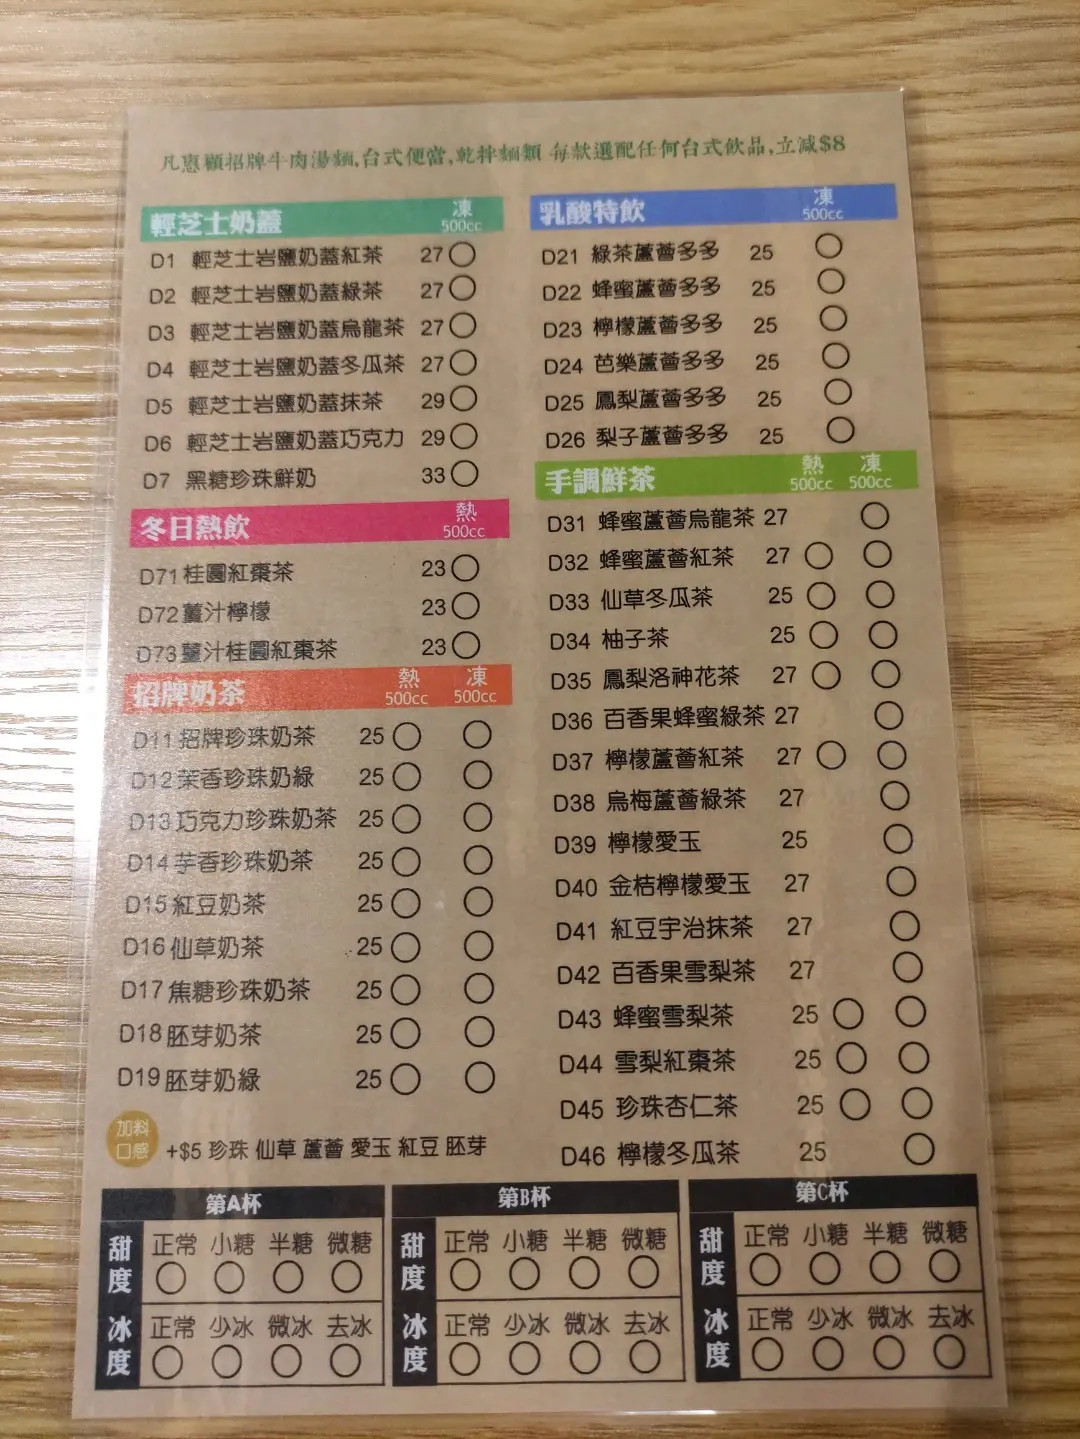 凡惠顧招牌牛肉湯麵,台式便當,乾拌麵類 每款選配任何台式飲品,立減$8
輕芝士奶蓋 凍 500cc
D1 輕芝士岩鹽奶蓋紅茶 27
D2 輕芝士岩鹽奶蓋綠茶 27
D3 輕芝士岩鹽奶蓋烏龍茶 27
D4 輕芝士岩鹽奶蓋冬瓜茶 27
D5 輕芝士岩鹽奶蓋抹茶 29
D6 輕芝士岩鹽奶蓋巧克力 29
D7 黑糖珍珠鮮奶 33
冬日熱飲 熱 500cc
D71 桂圓紅棗茶 23
D72 薑汁檸檬 23
D73 薑汁桂圓紅棗茶 23
招牌奶茶 熱 500cc 凍 500cc
D11 招牌珍珠奶茶 25
D12 茉香珍珠奶綠 25
D13 巧克力珍珠奶茶 25
D14 芋香珍珠奶茶 25
D15 紅豆奶茶 25
D16 仙草奶茶 25
D17 焦糖珍珠奶茶 25
D18 胚芽奶茶 25
D19 胚芽奶綠 25
加料口感 +$5 珍珠 仙草 蘆薈 愛玉 紅豆 胚芽
乳酸特飲 凍 500cc
D21 綠茶蘆薈多多 25
D22 蜂蜜蘆薈多多 25
D23 檸檬蘆薈多多 25
D24 芭樂蘆薈多多 25
D25 鳳梨蘆薈多多 25
D26 梨子蘆薈多多 25
手調鮮茶 熱 500cc 凍 500cc
D31 蜂蜜蘆薈烏龍茶 27
D32 蜂蜜蘆薈紅茶 27
D33 仙草冬瓜茶 25
D34 柚子茶 25
D35 鳳梨洛神花茶 27
D36 百香果蜂蜜綠茶 27
D37 檸檬蘆薈紅茶 27
D38 烏梅蘆薈綠茶 27
D39 檸檬愛玉 25
D40 金桔檸檬愛玉 27
D41 紅豆宇治抹茶 27
D42 百香果雪梨茶 27
D43 蜂蜜雪梨茶 25
D44 雪梨紅棗茶 25
D45 珍珠杏仁茶 25
D46 檸檬冬瓜茶 25
第A杯
甜度 正常 小糖 半糖 微糖
冰度 正常 少冰 微冰 去冰
第B杯
甜度 正常 小糖 半糖 微糖
冰度 正常 少冰 微冰 去冰
第C杯
甜度 正常 小糖 半糖 微糖
冰度 正常 少冰 微冰 去冰